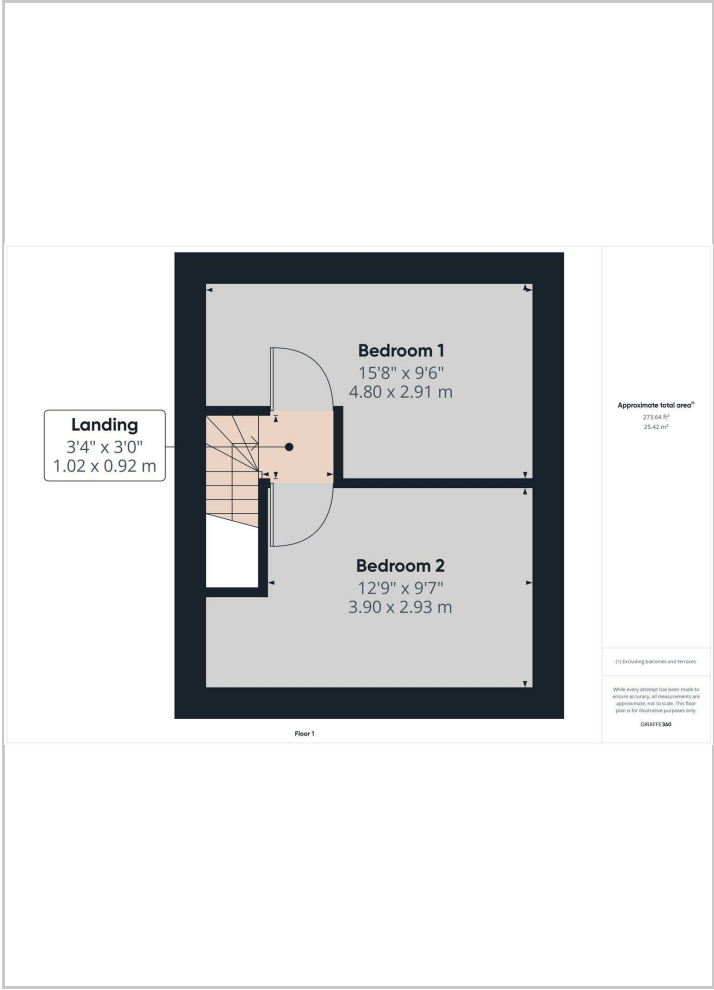 Bedroom 1
15'8" x 9'6"
4.80 x 2.91 m
Landing
3'4" x 3'0"
1.02 x 0.92 m
Bedroom 2
12'9" x 9'7"
3.90 x 2.93 m
Floor 1
Approximate total area⁽¹⁾
273.64 ft²
25.42 m²
(1) Excluding balconies and terraces
While every attempt has been made to
ensure accuracy, all measurements are
approximate, not to scale. This floor
plan is for illustrative purposes only.
GIRAFFE360